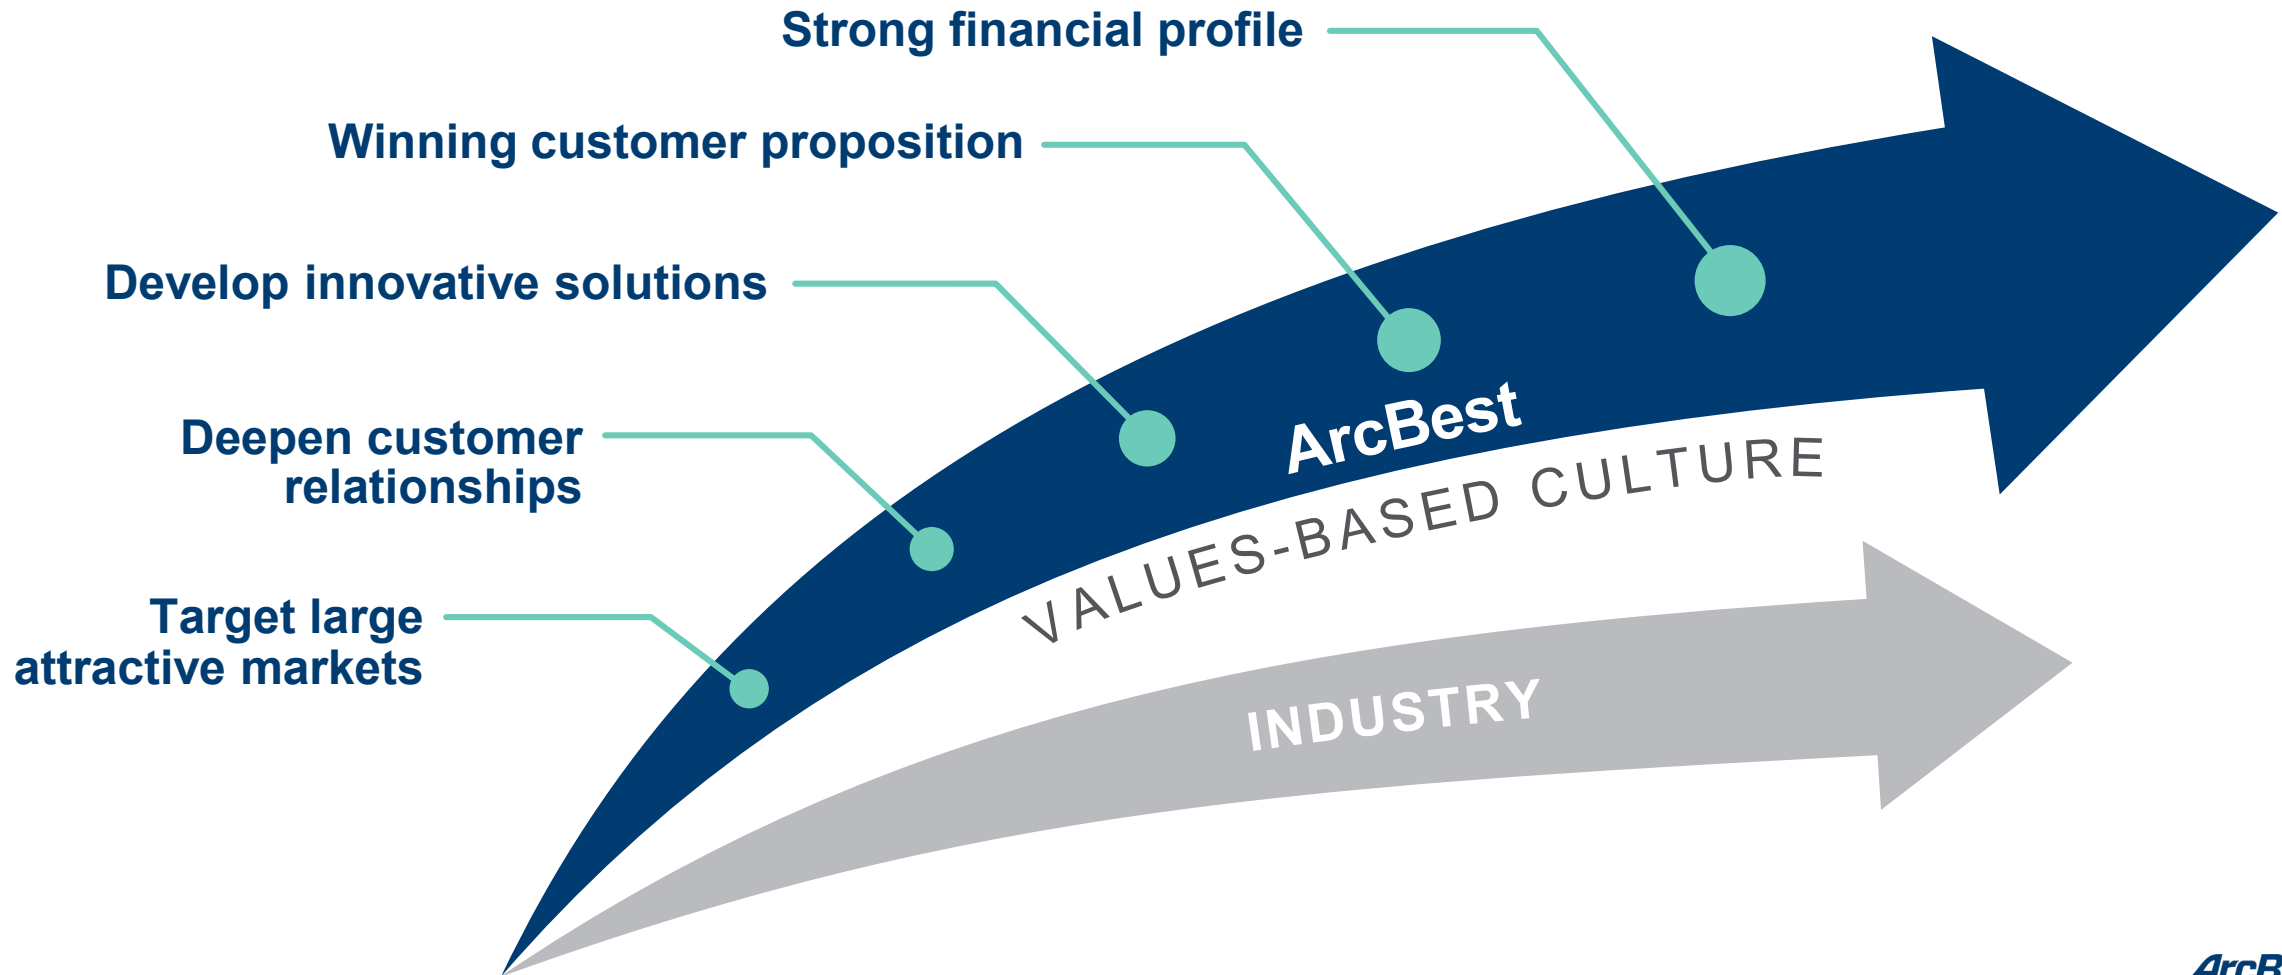 Strong financial profile
Winning customer proposition
Develop innovative solutions
Deepen customer
relationships
Target large
attractive markets
ArcBest
VALUES-BASED CULTURE
INDUSTRY
ArcB